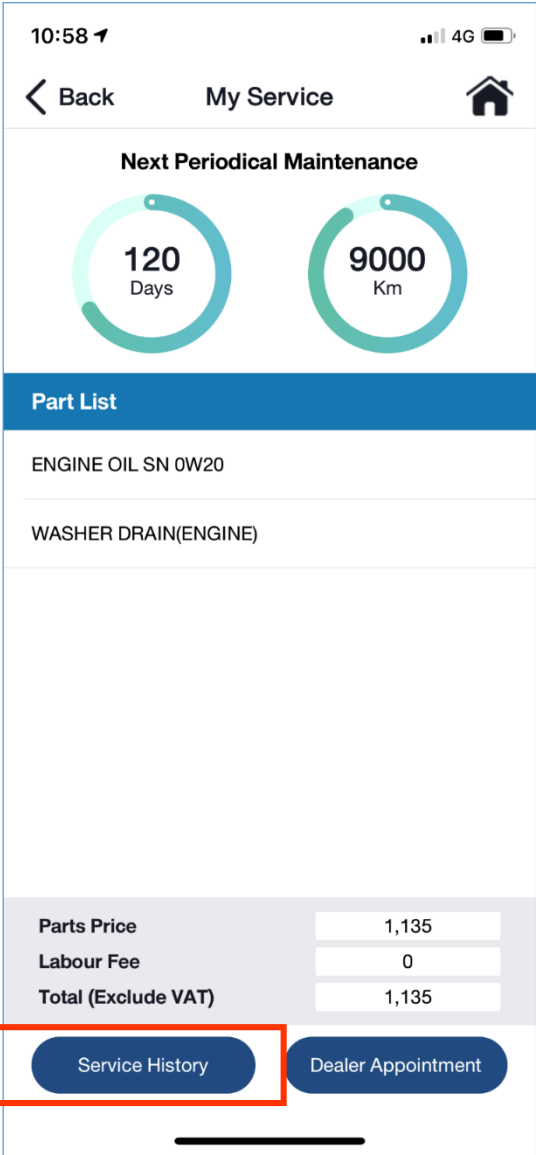 10:58 4G
Back My Service
Next Periodical Maintenance
120 9000
Days Km
Part List
ENGINE OIL SN 0W20
WASHER DRAIN(ENGINE)
Parts Price 1,135
Labour Fee 0
Total (Exclude VAT) 1,135
Service History Dealer Appointment